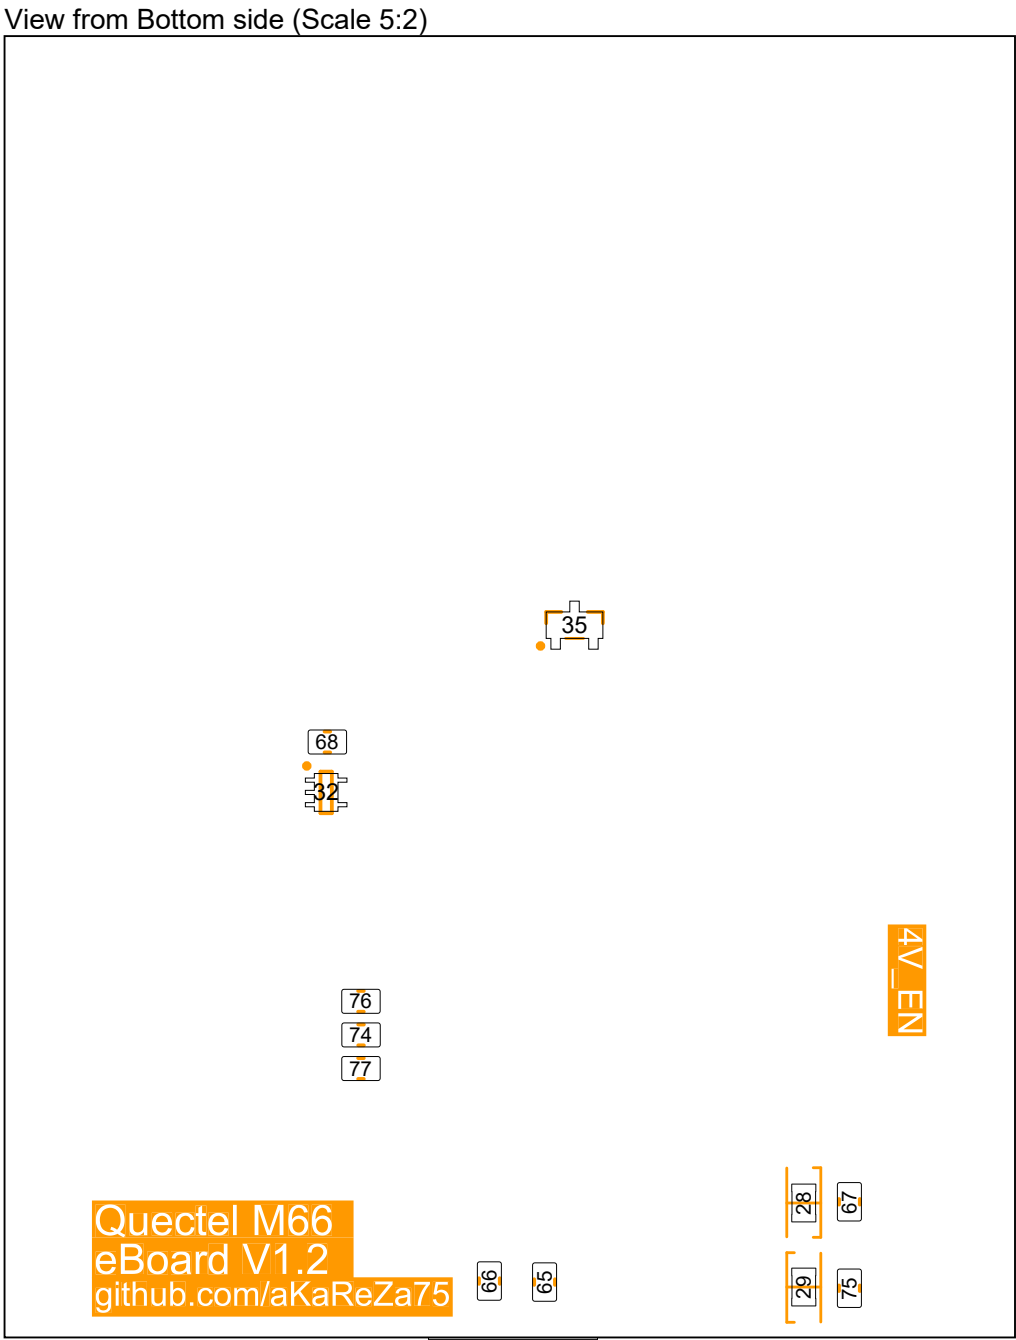 View from Bottom side (Scale 5:2)
35
68
32
4V_EN
76
74
77
28
67
Quectel M66
eBoard V1.2
github.com/aKaReZa75
66
65
29
75